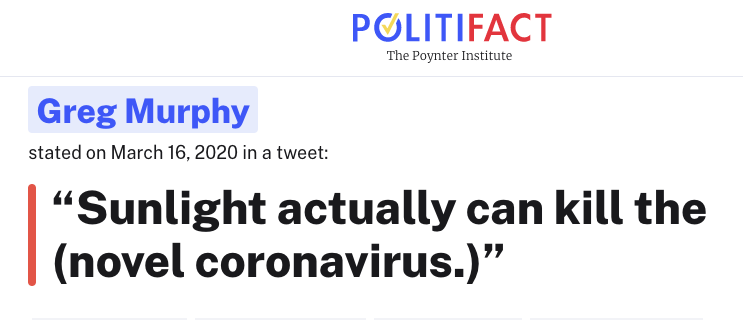 POLITIFACT
The Poynter Institute
Greg Murphy
stated on March 16, 2020 in a tweet:
“Sunlight actually can kill the
(novel coronavirus.)”